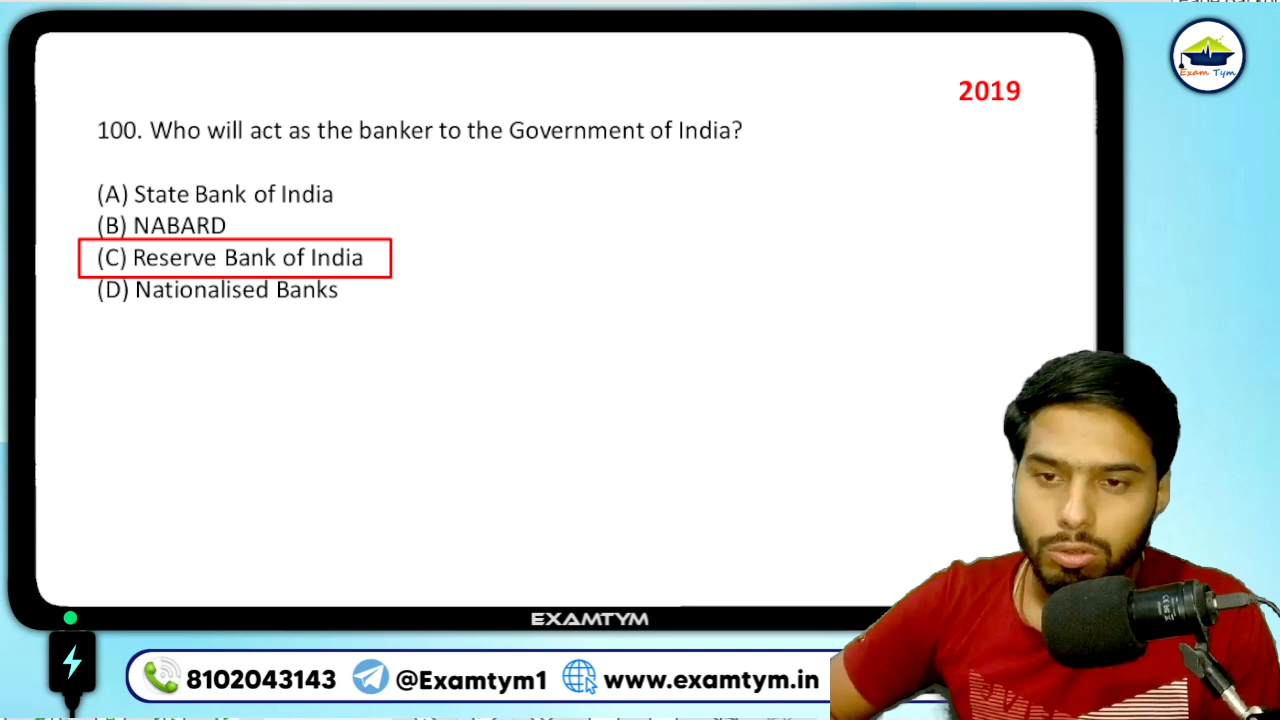 2019
100. Who will act as the banker to the Government of India?
(A) State Bank of India
(B) NABARD
(C) Reserve Bank of India
(D) Nationalised Banks
Exam Tym
EXAMTYM
8102043143 @Examtym1 www.examtym.in